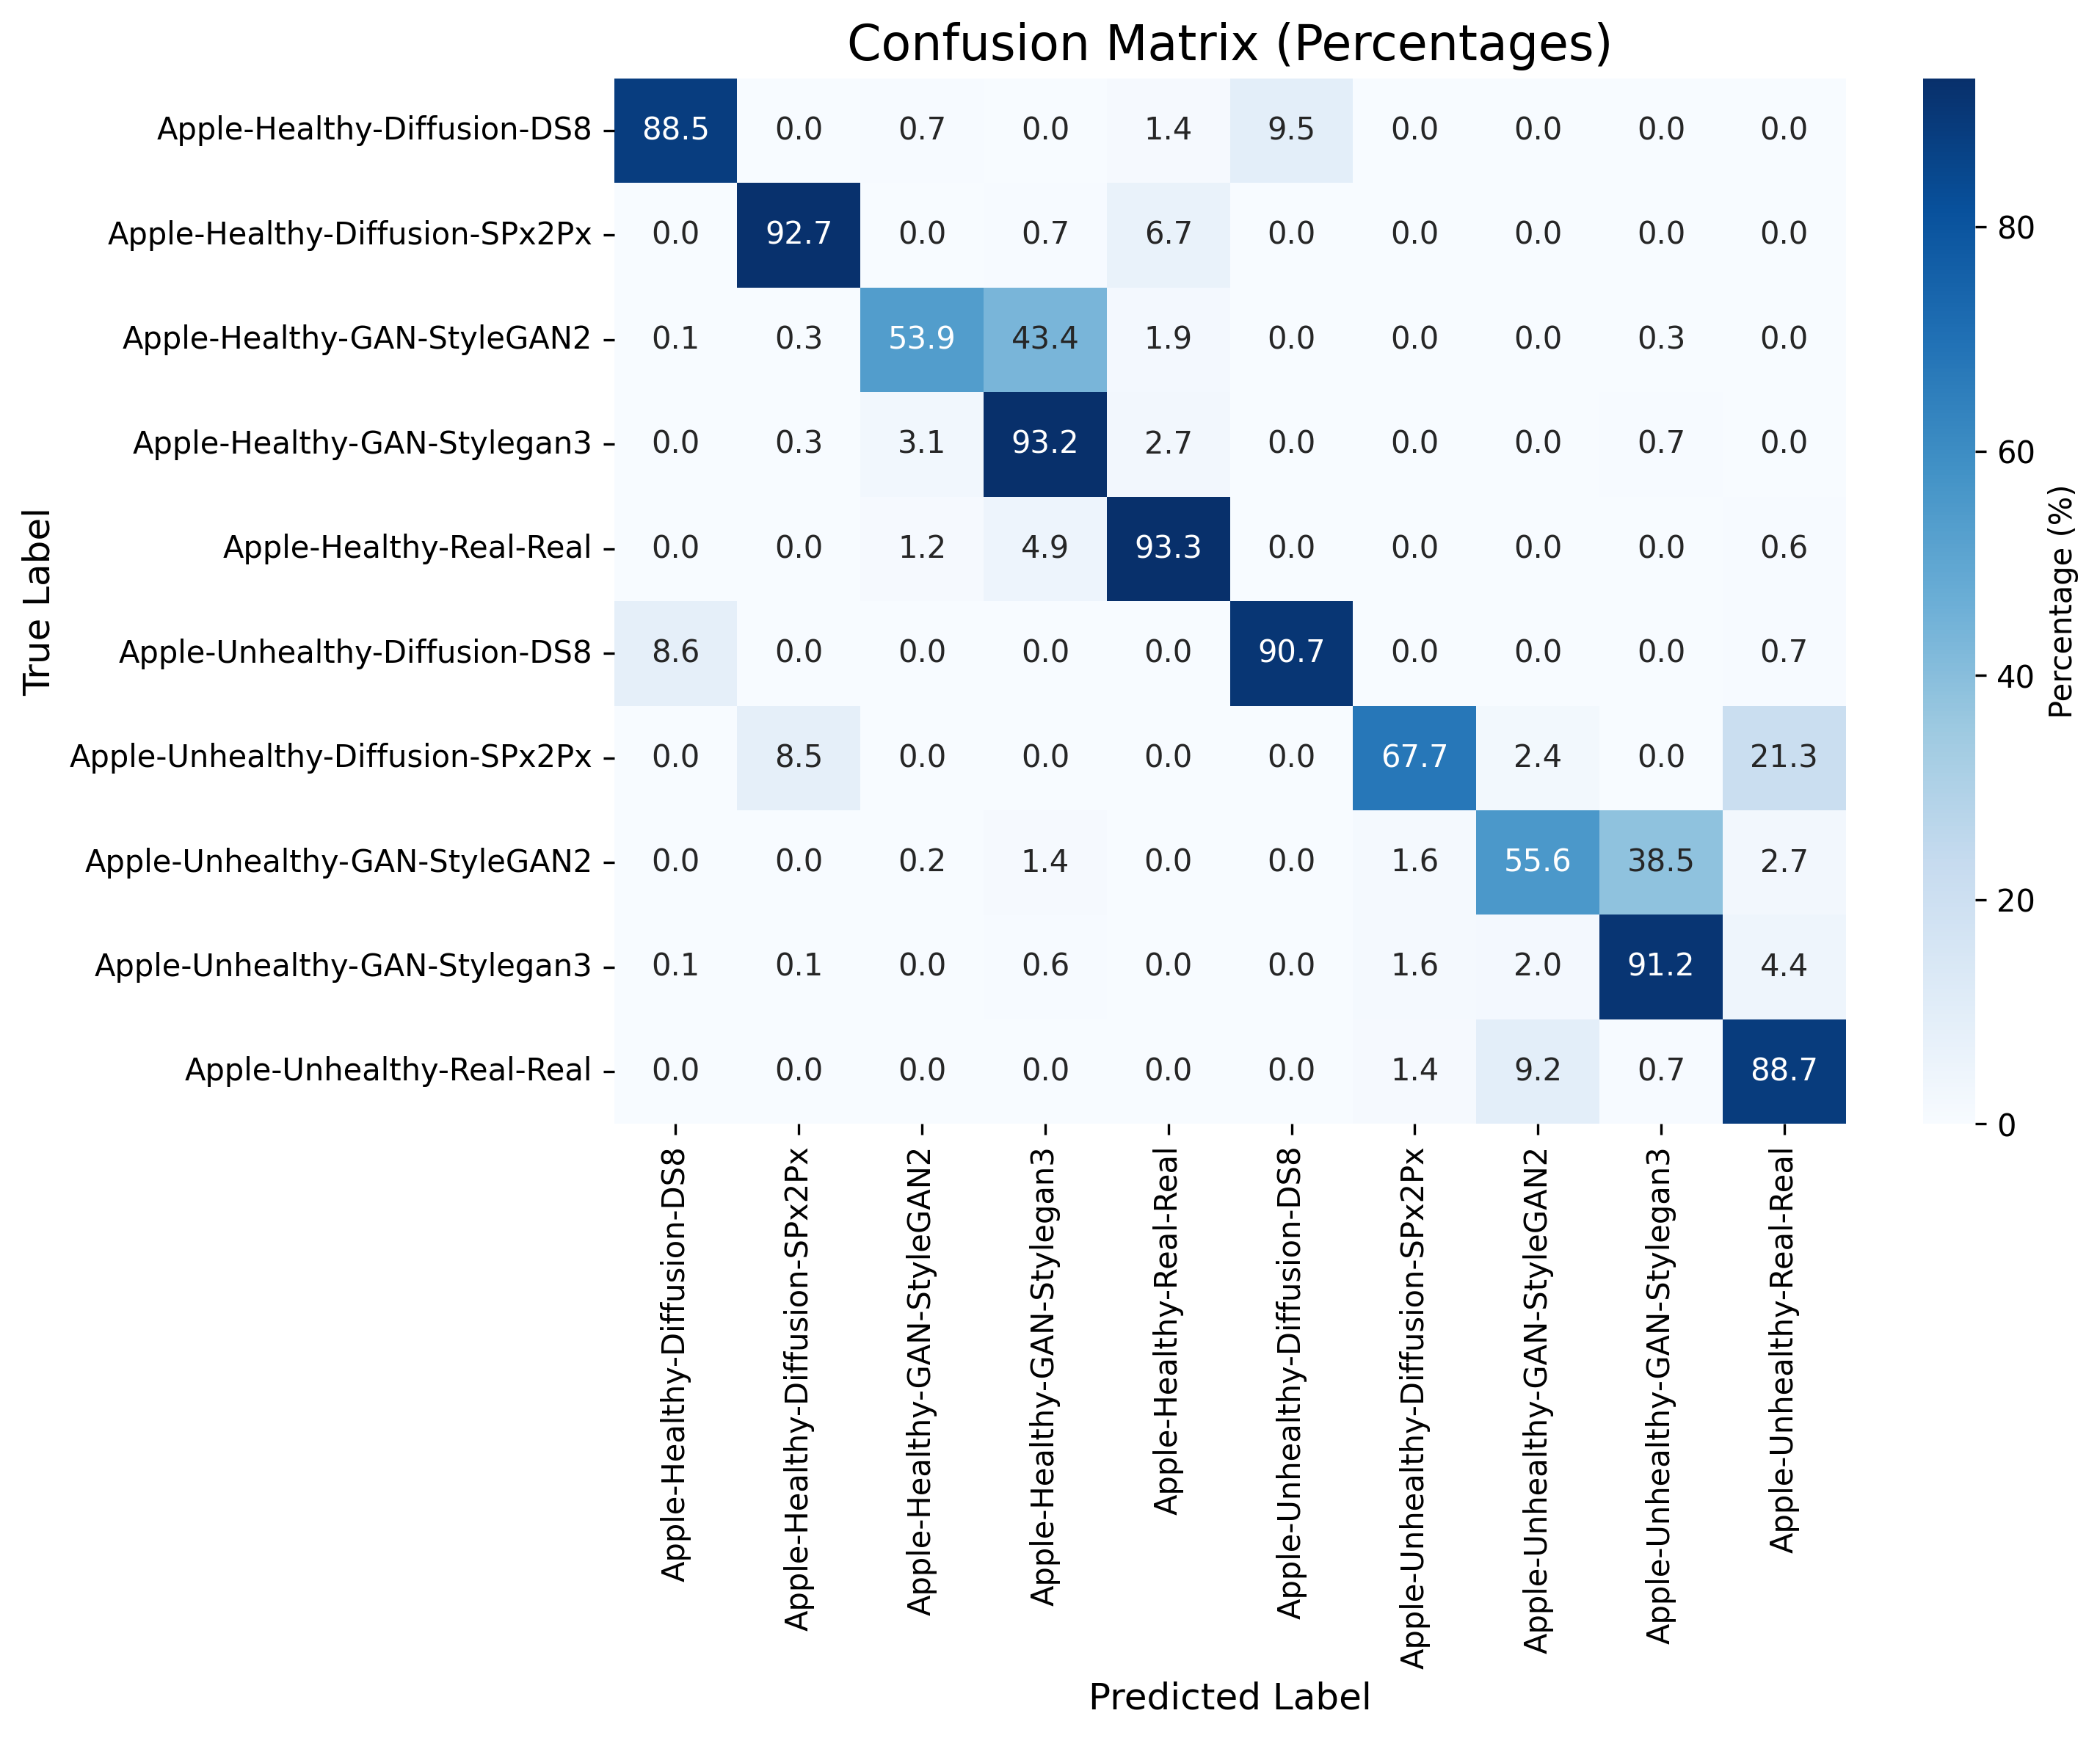 Confusion Matrix (Percentages)
True Label
Apple-Healthy-Diffusion-DS8 88.5 0.0 0.7 0.0 1.4 9.5 0.0 0.0 0.0 0.0
Apple-Healthy-Diffusion-SPx2Px 0.0 92.7 0.0 0.7 6.7 0.0 0.0 0.0 0.0 0.0
Apple-Healthy-GAN-StyleGAN2 0.1 0.3 53.9 43.4 1.9 0.0 0.0 0.0 0.3 0.0
Apple-Healthy-GAN-Stylegan3 0.0 0.3 3.1 93.2 2.7 0.0 0.0 0.0 0.7 0.0
Apple-Healthy-Real-Real 0.0 0.0 1.2 4.9 93.3 0.0 0.0 0.0 0.0 0.6
Apple-Unhealthy-Diffusion-DS8 8.6 0.0 0.0 0.0 0.0 90.7 0.0 0.0 0.0 0.7
Apple-Unhealthy-Diffusion-SPx2Px 0.0 8.5 0.0 0.0 0.0 0.0 67.7 2.4 0.0 21.3
Apple-Unhealthy-GAN-StyleGAN2 0.0 0.0 0.2 1.4 0.0 0.0 1.6 55.6 38.5 2.7
Apple-Unhealthy-GAN-Stylegan3 0.1 0.1 0.0 0.6 0.0 0.0 1.6 2.0 91.2 4.4
Apple-Unhealthy-Real-Real 0.0 0.0 0.0 0.0 0.0 0.0 1.4 9.2 0.7 88.7
Apple-Healthy-Diffusion-DS8
Apple-Healthy-Diffusion-SPx2Px
Apple-Healthy-GAN-StyleGAN2
Apple-Healthy-GAN-Stylegan3
Apple-Healthy-Real-Real
Apple-Unhealthy-Diffusion-DS8
Apple-Unhealthy-Diffusion-SPx2Px
Apple-Unhealthy-GAN-StyleGAN2
Apple-Unhealthy-GAN-Stylegan3
Apple-Unhealthy-Real-Real
Predicted Label
80
60
40
20
0
Percentage (%)